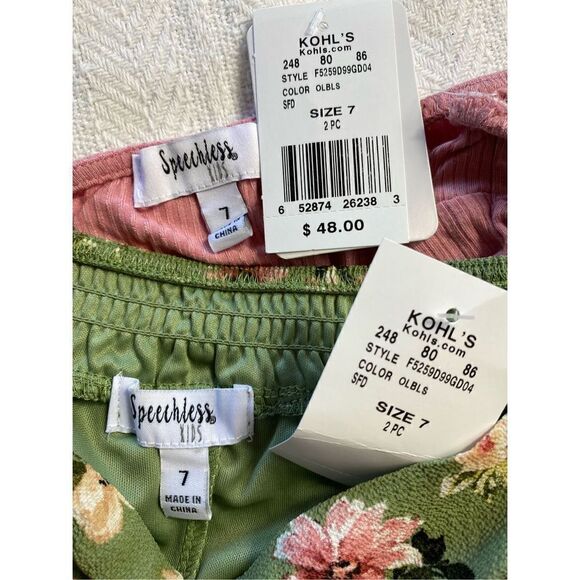 KOHL'S
Kohls.com
248 80 86
STYLE F5259D99GD04
COLOR OLBLS
SFD
SIZE 7
2 PC
6 52874 26238 3
$ 48.00
Speechless®
KIDS
7
MADE IN
CHINA
KOHL'S
Kohls.com
248 80 86
STYLE F5259D99GD04
COLOR OLBLS
SFD
SIZE 7
2 PC
Speechless
KIDS
7
MADE IN
CHINA